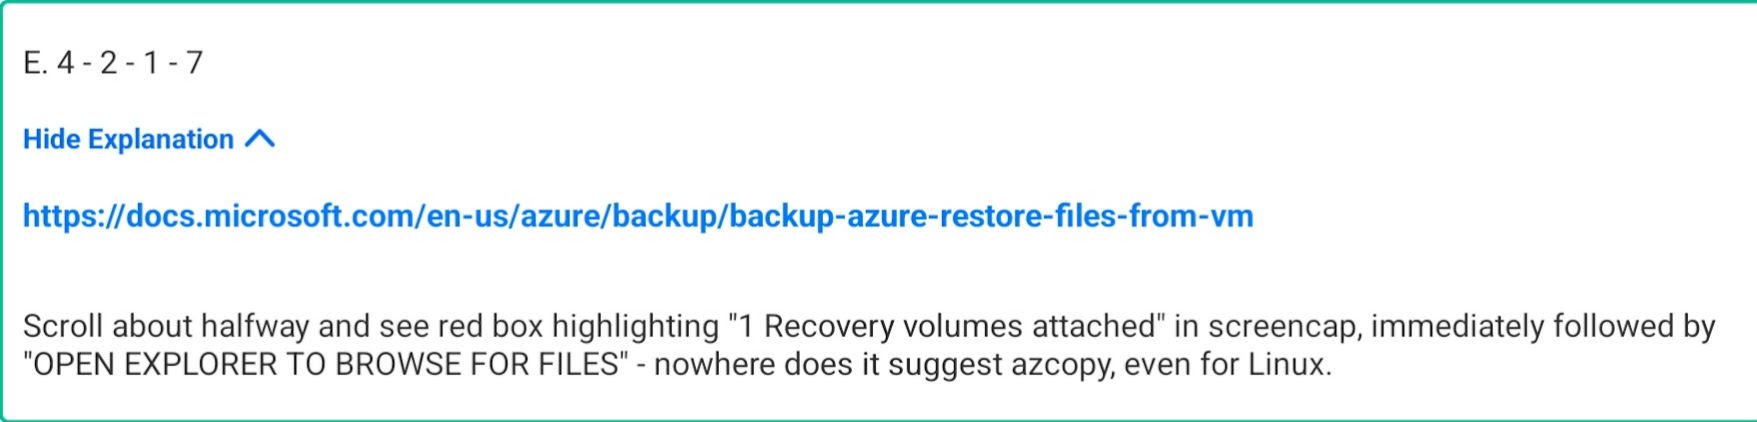 E. 4 - 2 - 1 - 7
Hide Explanation
https://docs.microsoft.com/en-us/azure/backup/backup-azure-restore-files-from-vm
Scroll about halfway and see red box highlighting "1 Recovery volumes attached" in screencap, immediately followed by
"OPEN EXPLORER TO BROWSE FOR FILES" - nowhere does it suggest azcopy, even for Linux.